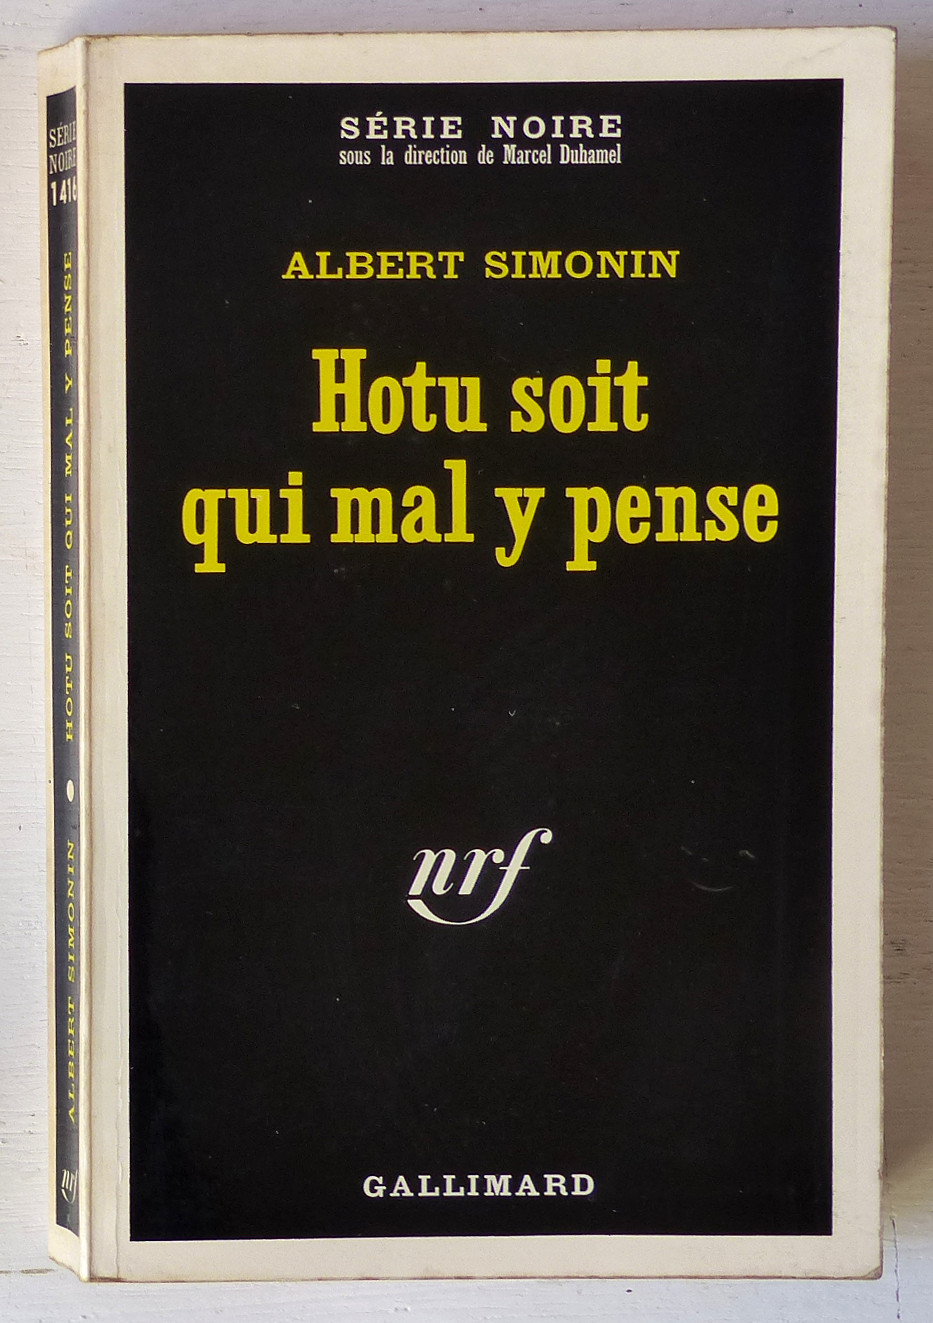 SÉRIE NOIRE
sous la direction de Marcel Duhamel
ALBERT SIMONIN
Hotu soit
qui mal y pense
nrf
GALLIMARD
SÉRIE
NOIRE
1416
ALBERT SIMONIN ● HOTU SOIT QUI MAL Y PENSE
nrf